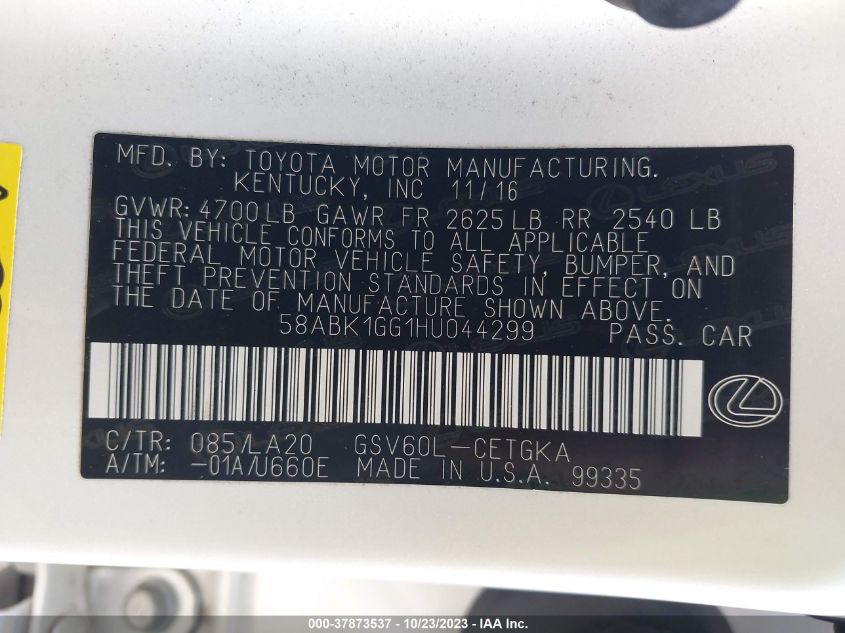 MFD. BY: TOYOTA MOTOR MANUFACTURING.
KENTUCKY, INC 11/16
GVWR: 4700 LB GAWR FR 2625 LB RR 2540 LB
THIS VEHICLE CONFORMS TO ALL APPLICABLE
FEDERAL MOTOR VEHICLE SAFETY, BUMPER, AND
THEFT PREVENTION STANDARDS IN EFFECT ON
THE DATE OF MANUFACTURE SHOWN ABOVE.
58ABK1GG1HU044299 PASS. CAR
C/TR: 085/LA20 GSV60L-CETGKA
A/TM: -01A/U660E MADE IN U.S.A. 99335
000-37873537 - 10/23/2023 - IAA Inc.